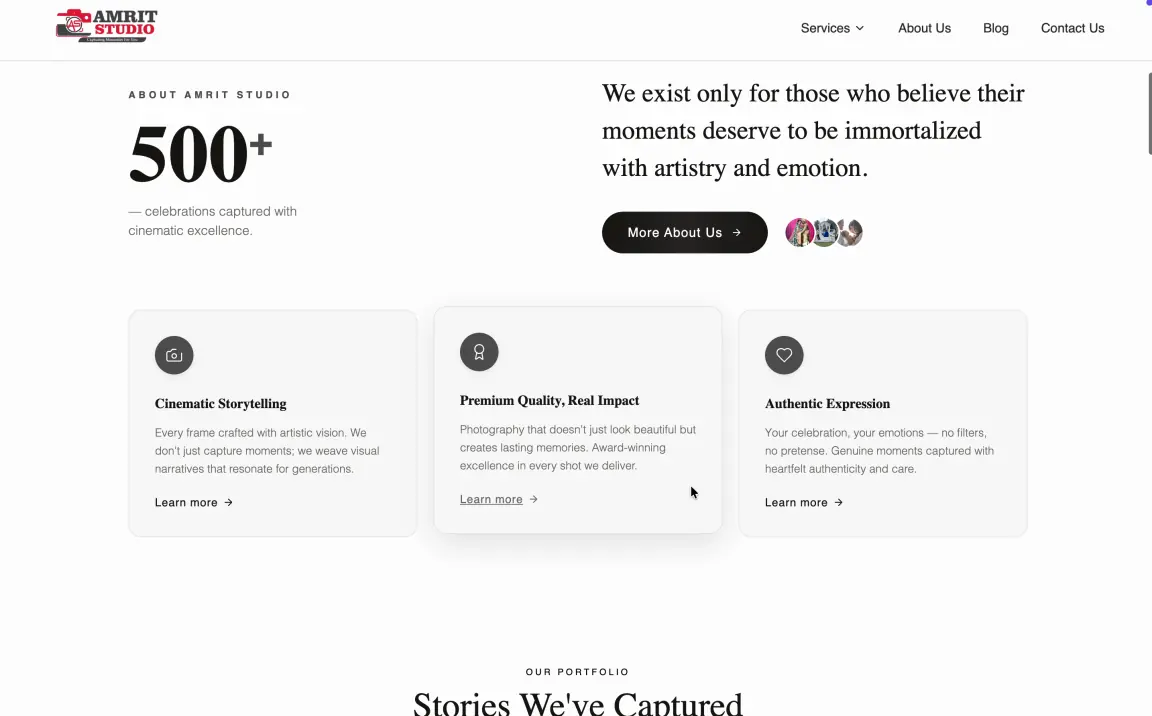 AMRIT
STUDIO
Capturing Moments For You
Services
About Us
Blog
Contact Us
ABOUT AMRIT STUDIO
500+
— celebrations captured with
cinematic excellence.
We exist only for those who believe their
moments deserve to be immortalized
with artistry and emotion.
More About Us →
Cinematic Storytelling
Every frame crafted with artistic vision. We
don't just capture moments; we weave visual
narratives that resonate for generations.
Learn more →
Premium Quality, Real Impact
Photography that doesn't just look beautiful but
creates lasting memories. Award-winning
excellence in every shot we deliver.
Learn more →
Authentic Expression
Your celebration, your emotions — no filters,
no pretense. Genuine moments captured with
heartfelt authenticity and care.
Learn more →
OUR PORTFOLIO
Stories We've Captured